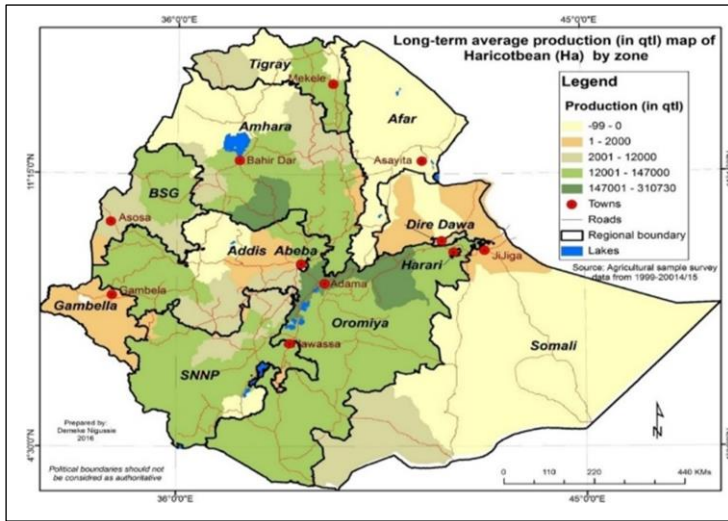 36°0'0"E 45°0'0"E
Long-term average production (in qtl) map of
Haricotbean (Ha) by zone
Legend
Production (in qtl)
-99 - 0
1 - 2000
2001 - 12000
12001 - 147000
147001 - 310730
Towns
Roads
Regional boundary
Lakes
Source: Agricultural sample survey
data from 1999-20014/15
Tigray
Mekele
Afar
Amhara
11°15'0"N
Bahir Dar
Asayita
BSG
Asosa
Dire Dawa
Addis Abeba
Harari
JiJiga
Gambela
Adama
Gambella
Oromiya
Somali
SNNP
Prepared by:
Demeke Nigussie
2016
4°30'0"N
Political boundaries should not
be considred as authoritative
N
0 110 220 440 KMs
36°0'0"E 45°0'0"E